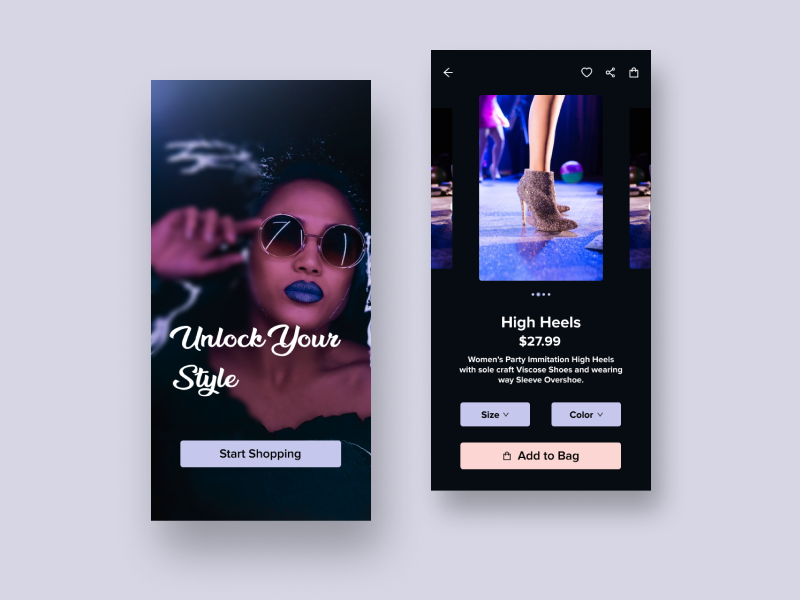 Unlock Your
Style
Start Shopping
High Heels
$27.99
Women's Party Immitation High Heels
with sole craft Viscose Shoes and wearing
way Sleeve Overshoe.
Size
Color
Add to Bag